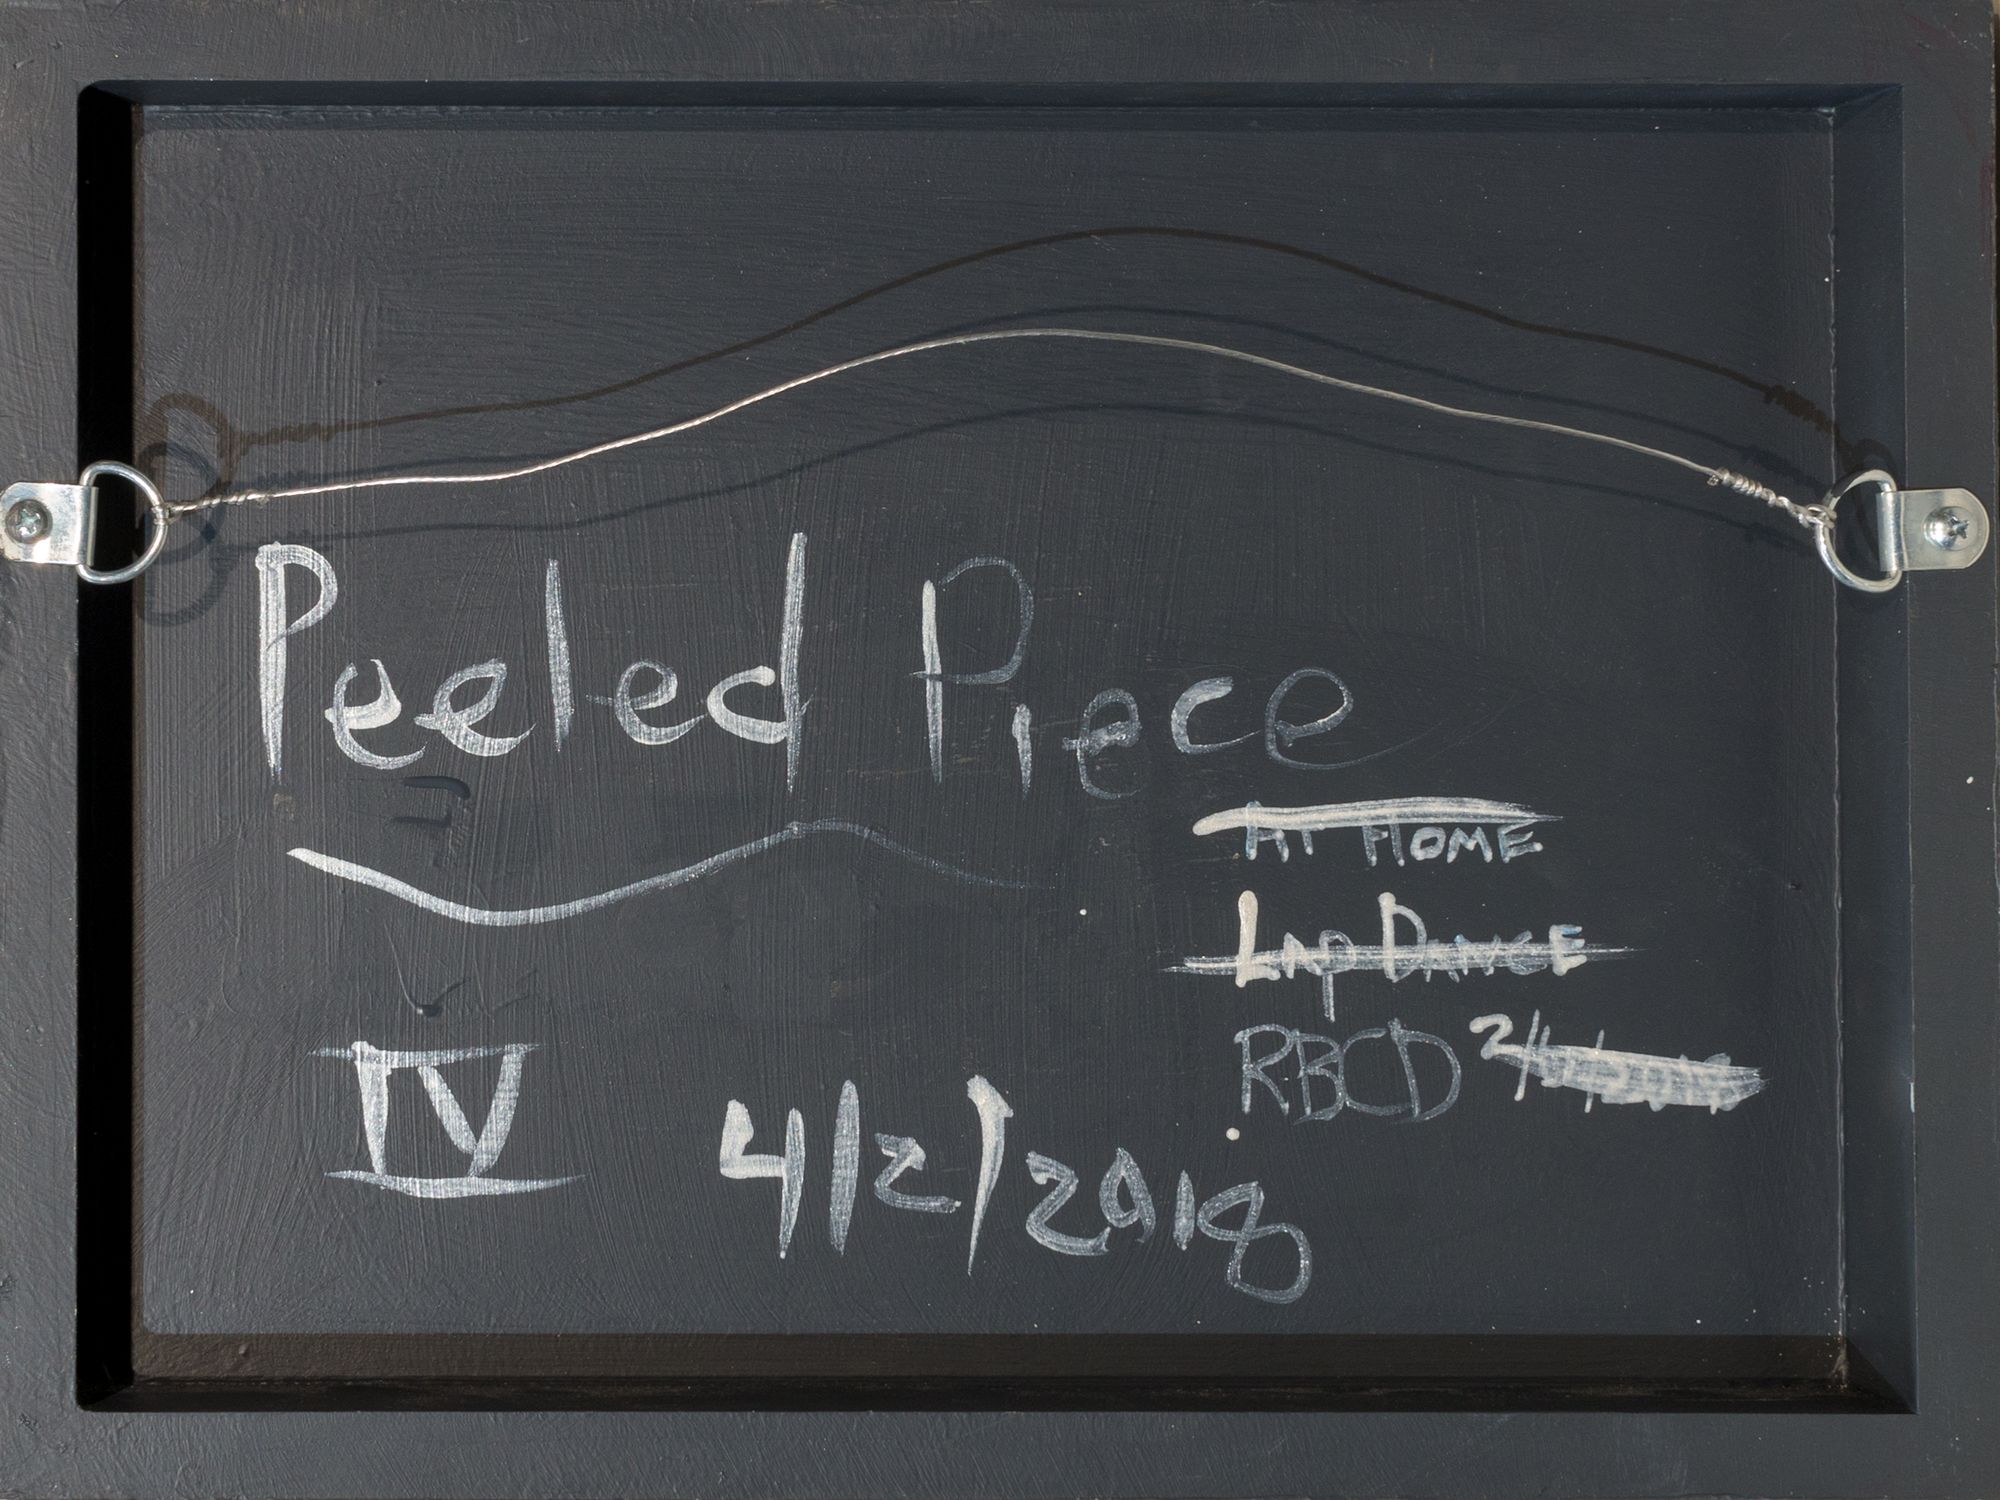 Peeled Piece
AT HOME
LAP DANCE
RBCD 2/
IV 4/2/2018